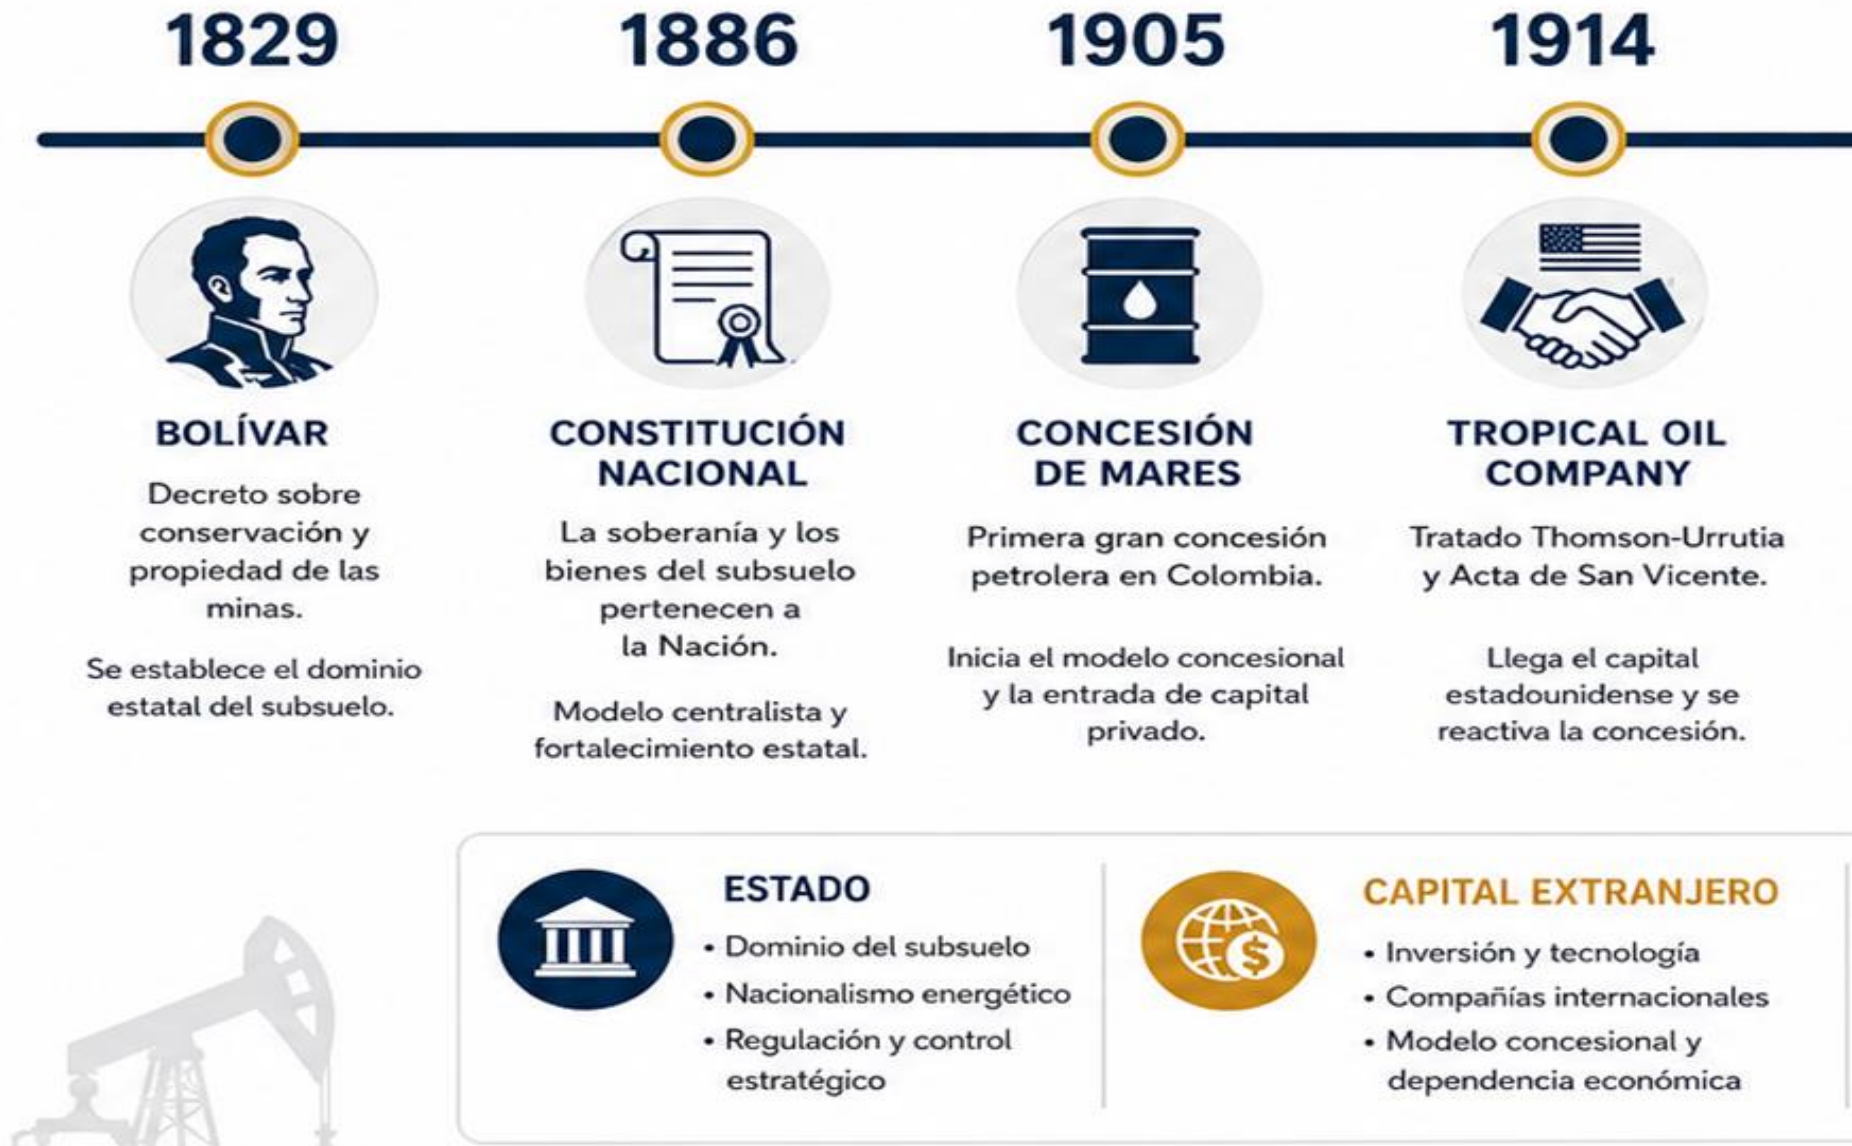 1829
1886
1905
1914
BOLÍVAR
Decreto sobre
conservación y
propiedad de las
minas.
Se establece el dominio
estatal del subsuelo.
CONSTITUCIÓN
NACIONAL
La soberanía y los
bienes del subsuelo
pertenecen a
la Nación.
Modelo centralista y
fortalecimiento estatal.
CONCESIÓN
DE MARES
Primera gran concesión
petrolera en Colombia.
Inicia el modelo concesional
y la entrada de capital
privado.
TROPICAL OIL
COMPANY
Tratado Thomson-Urrutia
y Acta de San Vicente.
Llega el capital
estadounidense y se
reactiva la concesión.
ESTADO
• Dominio del subsuelo
• Nacionalismo energético
• Regulación y control
estratégico
$
CAPITAL EXTRANJERO
• Inversión y tecnología
• Compañías internacionales
• Modelo concesional y
dependencia económica